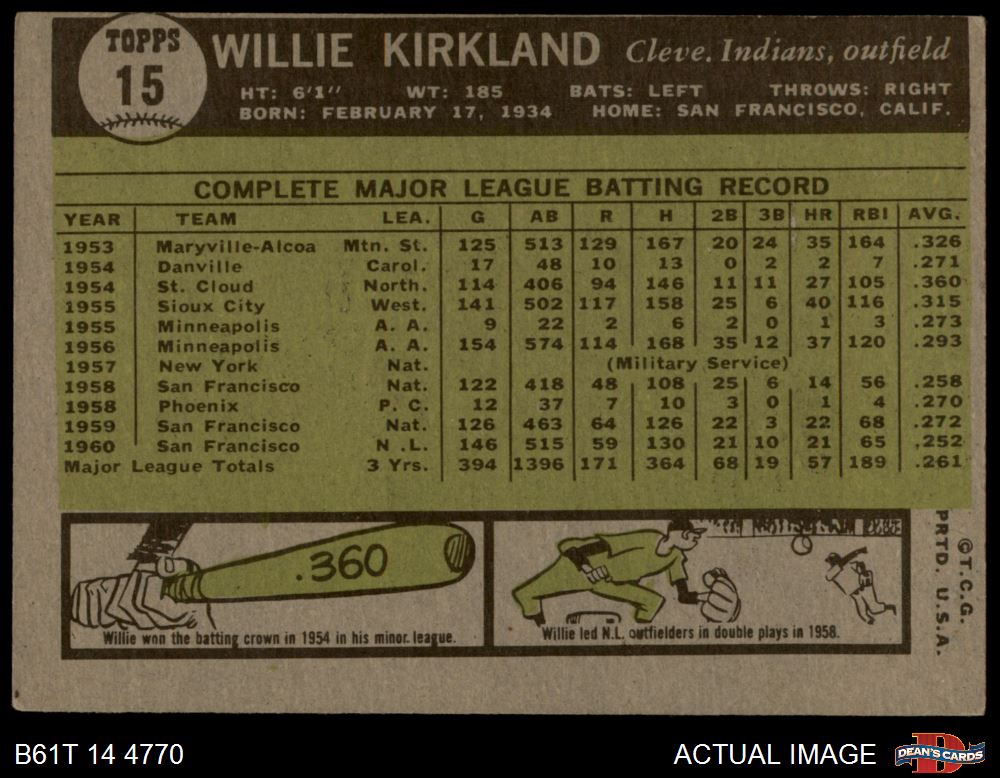 TOPPS
15
WILLIE KIRKLAND Cleve. Indians, outfield
HT: 6'1" WT: 185 BATS: LEFT THROWS: RIGHT
BORN: FEBRUARY 17, 1934 HOME: SAN FRANCISCO, CALIF.
COMPLETE MAJOR LEAGUE BATTING RECORD
YEAR TEAM LEA. G AB R H 2B 3B HR RBI AVG.
1953 Maryville-Alcoa Mtn. St. 125 513 129 167 20 24 35 164 .326
1954 Danville Carol. 17 48 10 13 0 2 2 7 .271
1954 St. Cloud North. 114 406 94 146 11 11 27 105 .360
1955 Sioux City West. 141 502 117 158 25 6 40 116 .315
1955 Minneapolis A. A. 9 22 2 6 2 0 1 3 .273
1956 Minneapolis A. A. 154 574 114 168 35 12 37 120 .293
1957 New York Nat. (Military Service)
1958 San Francisco Nat. 122 418 48 108 25 6 14 56 .258
1958 Phoenix P. C. 12 37 7 10 3 0 1 4 .270
1959 San Francisco Nat. 126 463 64 126 22 3 22 68 .272
1960 San Francisco N .L. 146 515 59 130 21 10 21 65 .252
Major League Totals 3 Yrs. 394 1396 171 364 68 19 57 189 .261
.360
Willie won the batting crown in 1954 in his minor league.
Willie led N.L. outfielders in double plays in 1958.
©T.C.G.
PRTD. U.S.A.
B61T 14 4770
ACTUAL IMAGE
D
DEAN'S CARDS